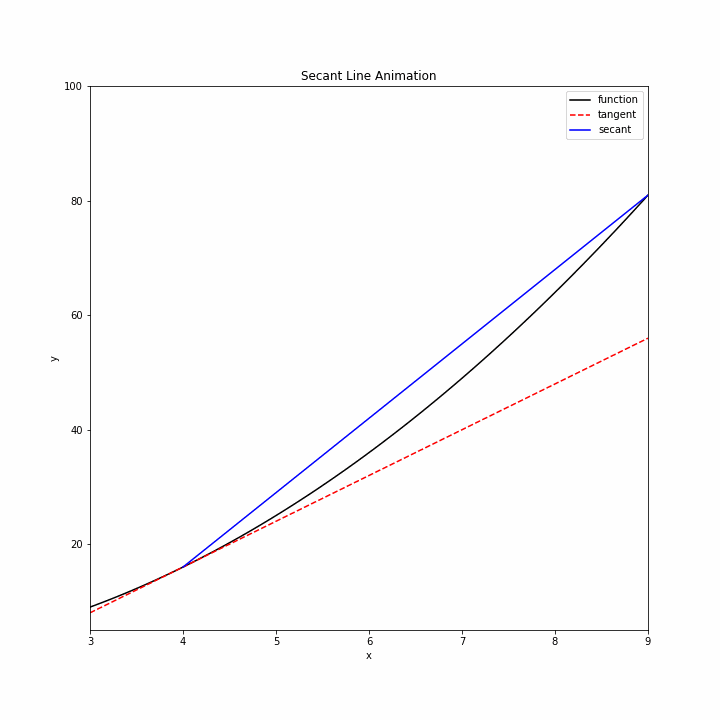 Secant Line Animation
function
tangent
secant
100
80
60
40
20
y
3 4 5 6 7 8 9
x